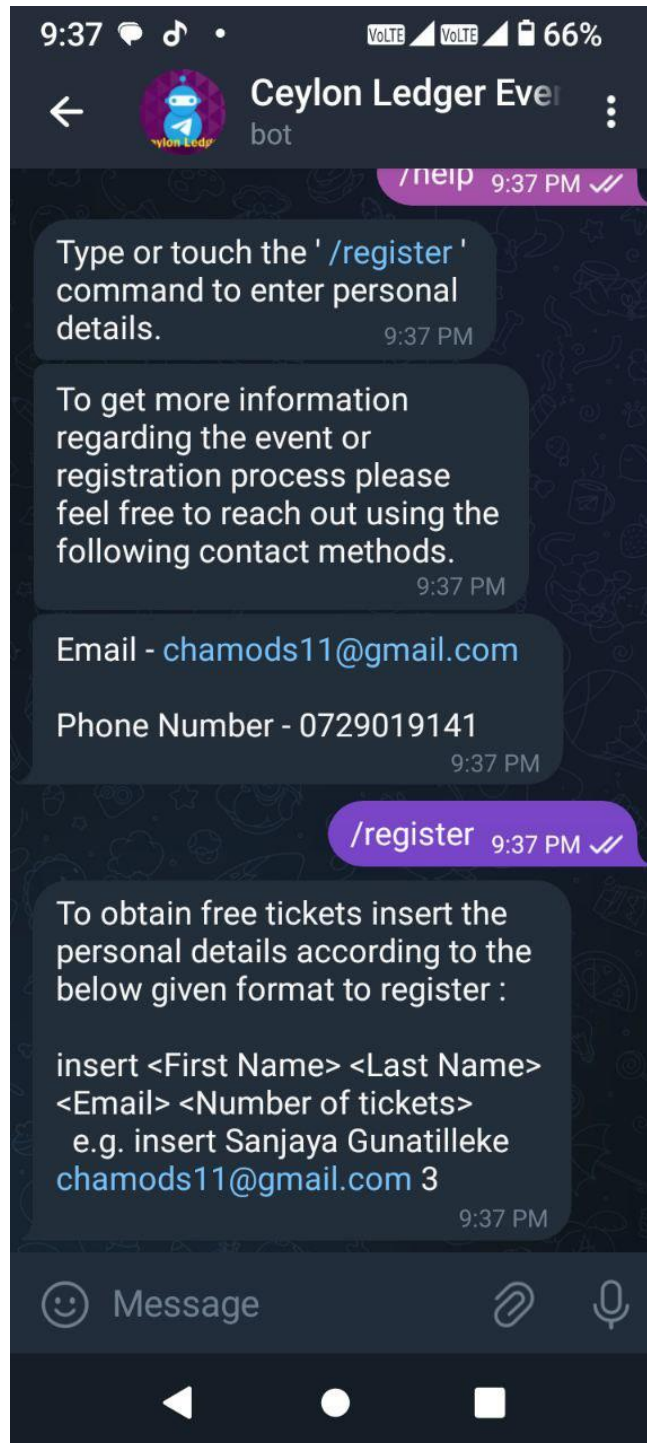 9:37
VoLTE VoLTE 66%
Ceylon Ledger Eve
bot
/help 9:37 PM
Type or touch the ' /register '
command to enter personal
details. 9:37 PM
To get more information
regarding the event or
registration process please
feel free to reach out using the
following contact methods.
9:37 PM
Email - chamods11@gmail.com
Phone Number - 0729019141
9:37 PM
/register 9:37 PM
To obtain free tickets insert the
personal details according to the
below given format to register :
insert <First Name> <Last Name>
<Email> <Number of tickets>
e.g. insert Sanjaya Gunatilleke
chamods11@gmail.com 3
9:37 PM
Message